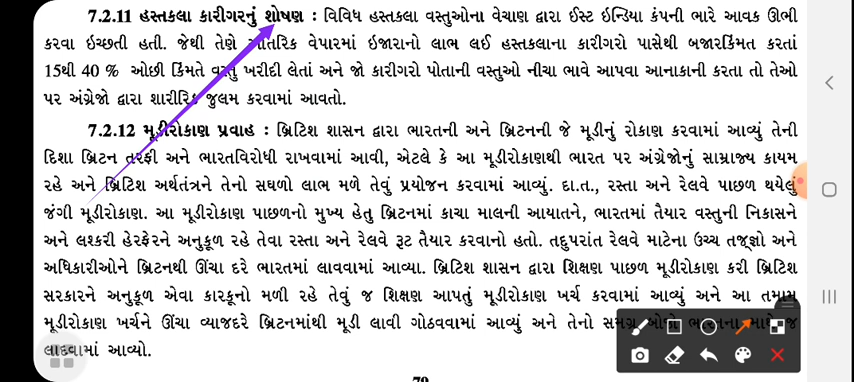 7.2.11 હસ્તકલા કારીગરનું શોષણ : વિવિધ હસ્તકલા વસ્તુઓના વેચાણ દ્વારા ઈસ્ટ ઇન્ડિયા કંપની ભારે આવક ઊભી
કરવા ઇચ્છતી હતી. જેથી તેણે આંતરિક વેપારમાં ઇજારાનો લાભ લઈ હસ્તકલાના કારીગરો પાસેથી બજારકિંમત કરતાં
15થી 40 % ઓછી કિંમતે વસ્તુ ખરીદી લેતાં અને જો કારીગરો પોતાની વસ્તુઓ નીચા ભાવે આપવા આનાકાની કરતા તો તેઓ
પર અંગ્રેજો દ્વારા શારીરિક જુલમ કરવામાં આવતો.
7.2.12 મૂડીરોકાણ પ્રવાહ : બ્રિટિશ શાસન દ્વારા ભારતની અને બ્રિટનની જે મૂડીનું રોકાણ કરવામાં આવ્યું તેની
દિશા બ્રિટન તરફી અને ભારતવિરોધી રાખવામાં આવી, એટલે કે આ મૂડીરોકાણથી ભારત પર અંગ્રેજોનું સામ્રાજ્ય કાયમ
રહે અને બ્રિટિશ અર્થતંત્રને તેનો સઘળો લાભ મળે તેવું પ્રયોજન કરવામાં આવ્યું. દા.ત., રસ્તા અને રેલવે પાછળ થયેલું
જંગી મૂડીરોકાણ. આ મૂડીરોકાણ પાછળનો મુખ્ય હેતુ બ્રિટનમાં કાચા માલની આયાતને, ભારતમાં તૈયાર વસ્તુની નિકાસને
અને લશ્કરી હેરફેરને અનુકૂળ રહે તેવા રસ્તા અને રેલવે રૂટ તૈયાર કરવાનો હતો. તદુપરાંત રેલવે માટેના ઉચ્ચ તજ્જ્ઞો અને
અધિકારીઓને બ્રિટનથી ઊંચા દરે ભારતમાં લાવવામાં આવ્યા. બ્રિટિશ શાસન દ્વારા શિક્ષણ પાછળ મૂડીરોકાણ કરી બ્રિટિશ
સરકારને અનુકૂળ એવા કારકૂનો મળી રહે તેવું જ શિક્ષણ આપતું મૂડીરોકાણ ખર્ચ કરવામાં આવ્યું અને આ તમામ
મૂડીરોકાણ ખર્ચને ઊંચા વ્યાજદરે બ્રિટનમાંથી મૂડી લાવી ગોઠવવામાં આવ્યું અને તેનો સમગ્ર બોજો ભારતના માથે જ
લાદવામાં આવ્યો.